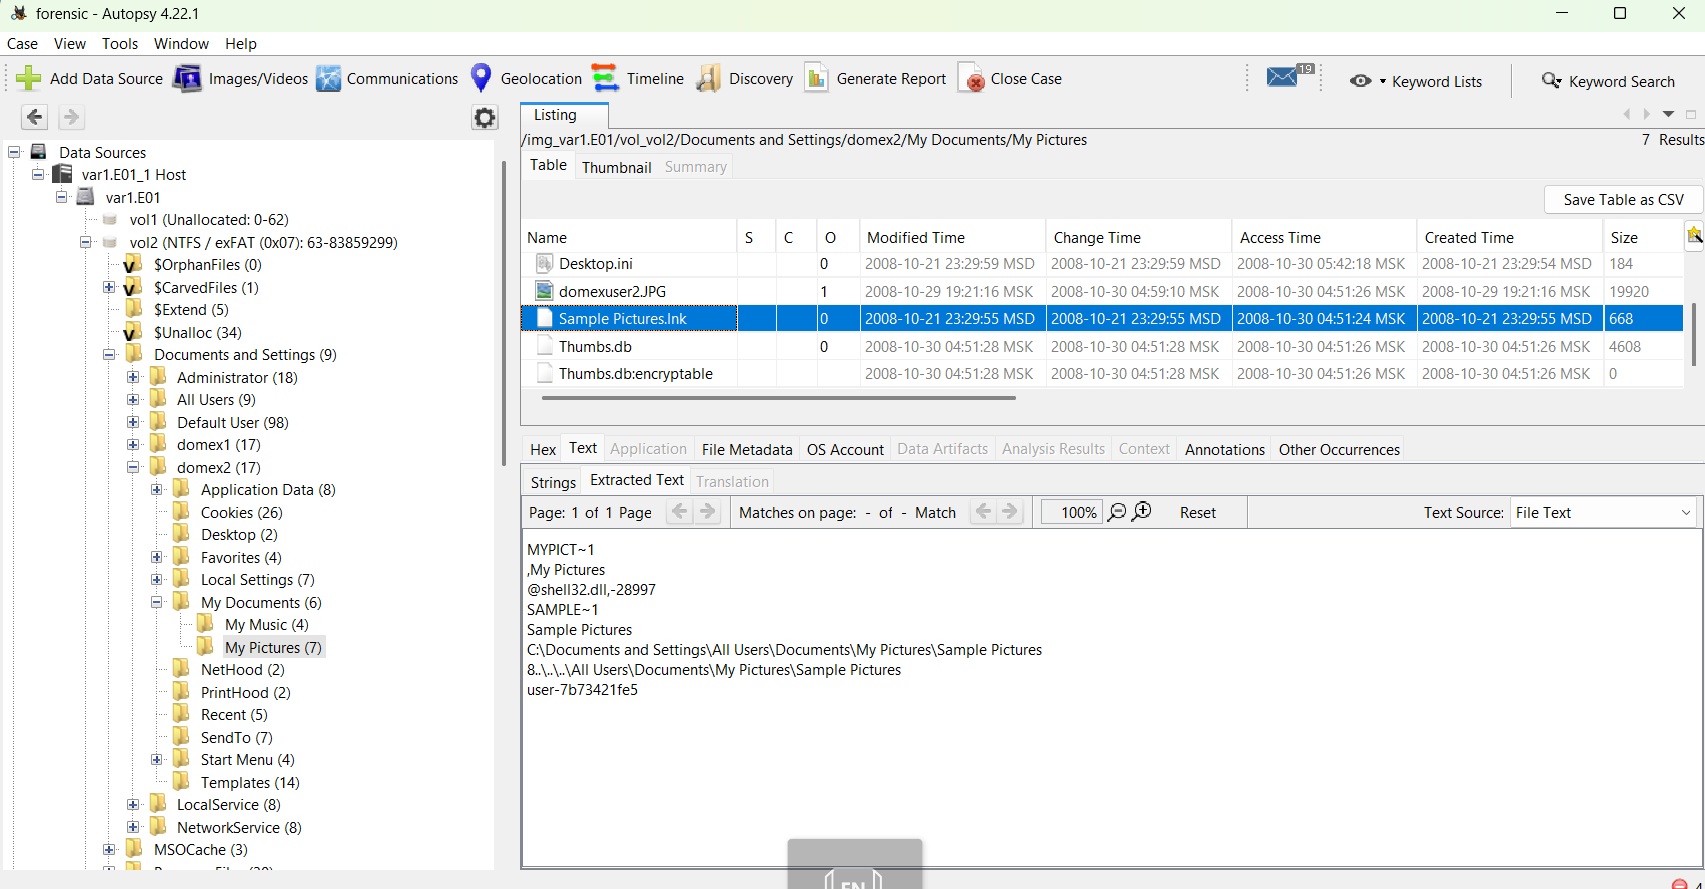 forensic - Autopsy 4.22.1
Case View Tools Window Help
Add Data Source Images/Videos Communications Geolocation Timeline Discovery Generate Report Close Case 19 Keyword Lists Keyword Search
Data Sources
var1.E01_1 Host
var1.E01
vol1 (Unallocated: 0-62)
vol2 (NTFS / exFAT (0x07): 63-83859299)
$OrphanFiles (0)
$CarvedFiles (1)
$Extend (5)
$Unalloc (34)
Documents and Settings (9)
Administrator (18)
All Users (9)
Default User (98)
domex1 (17)
domex2 (17)
Application Data (8)
Cookies (26)
Desktop (2)
Favorites (4)
Local Settings (7)
My Documents (6)
My Music (4)
My Pictures (7)
NetHood (2)
PrintHood (2)
Recent (5)
SendTo (7)
Start Menu (4)
Templates (14)
LocalService (8)
NetworkService (8)
MSOCache (3)
Listing
/img_var1.E01/vol_vol2/Documents and Settings/domex2/My Documents/My Pictures 7 Results
Table Thumbnail Summary
Save Table as CSV
Name S C O Modified Time Change Time Access Time Created Time Size
Desktop.ini 0 2008-10-21 23:29:59 MSD 2008-10-21 23:29:59 MSD 2008-10-30 05:42:18 MSK 2008-10-21 23:29:54 MSD 184
domexuser2.JPG 1 2008-10-29 19:21:16 MSK 2008-10-30 04:59:10 MSK 2008-10-30 04:51:26 MSK 2008-10-29 19:21:16 MSK 19920
Sample Pictures.lnk 0 2008-10-21 23:29:55 MSD 2008-10-21 23:29:55 MSD 2008-10-30 04:51:24 MSK 2008-10-21 23:29:55 MSD 668
Thumbs.db 0 2008-10-30 04:51:28 MSK 2008-10-30 04:51:28 MSK 2008-10-30 04:51:26 MSK 2008-10-30 04:51:26 MSK 4608
Thumbs.db:encryptable 2008-10-30 04:51:28 MSK 2008-10-30 04:51:28 MSK 2008-10-30 04:51:26 MSK 2008-10-30 04:51:26 MSK 0
Hex Text Application File Metadata OS Account Data Artifacts Analysis Results Context Annotations Other Occurrences
Strings Extracted Text Translation
Page: 1 of 1 Page Matches on page: - of - Match 100% Reset Text Source: File Text
MYPICT~1
,My Pictures
@shell32.dll,-28997
SAMPLE~1
Sample Pictures
C:\Documents and Settings\All Users\Documents\My Pictures\Sample Pictures
8..\..\..\All Users\Documents\My Pictures\Sample Pictures
user-7b73421fe5
EN
4